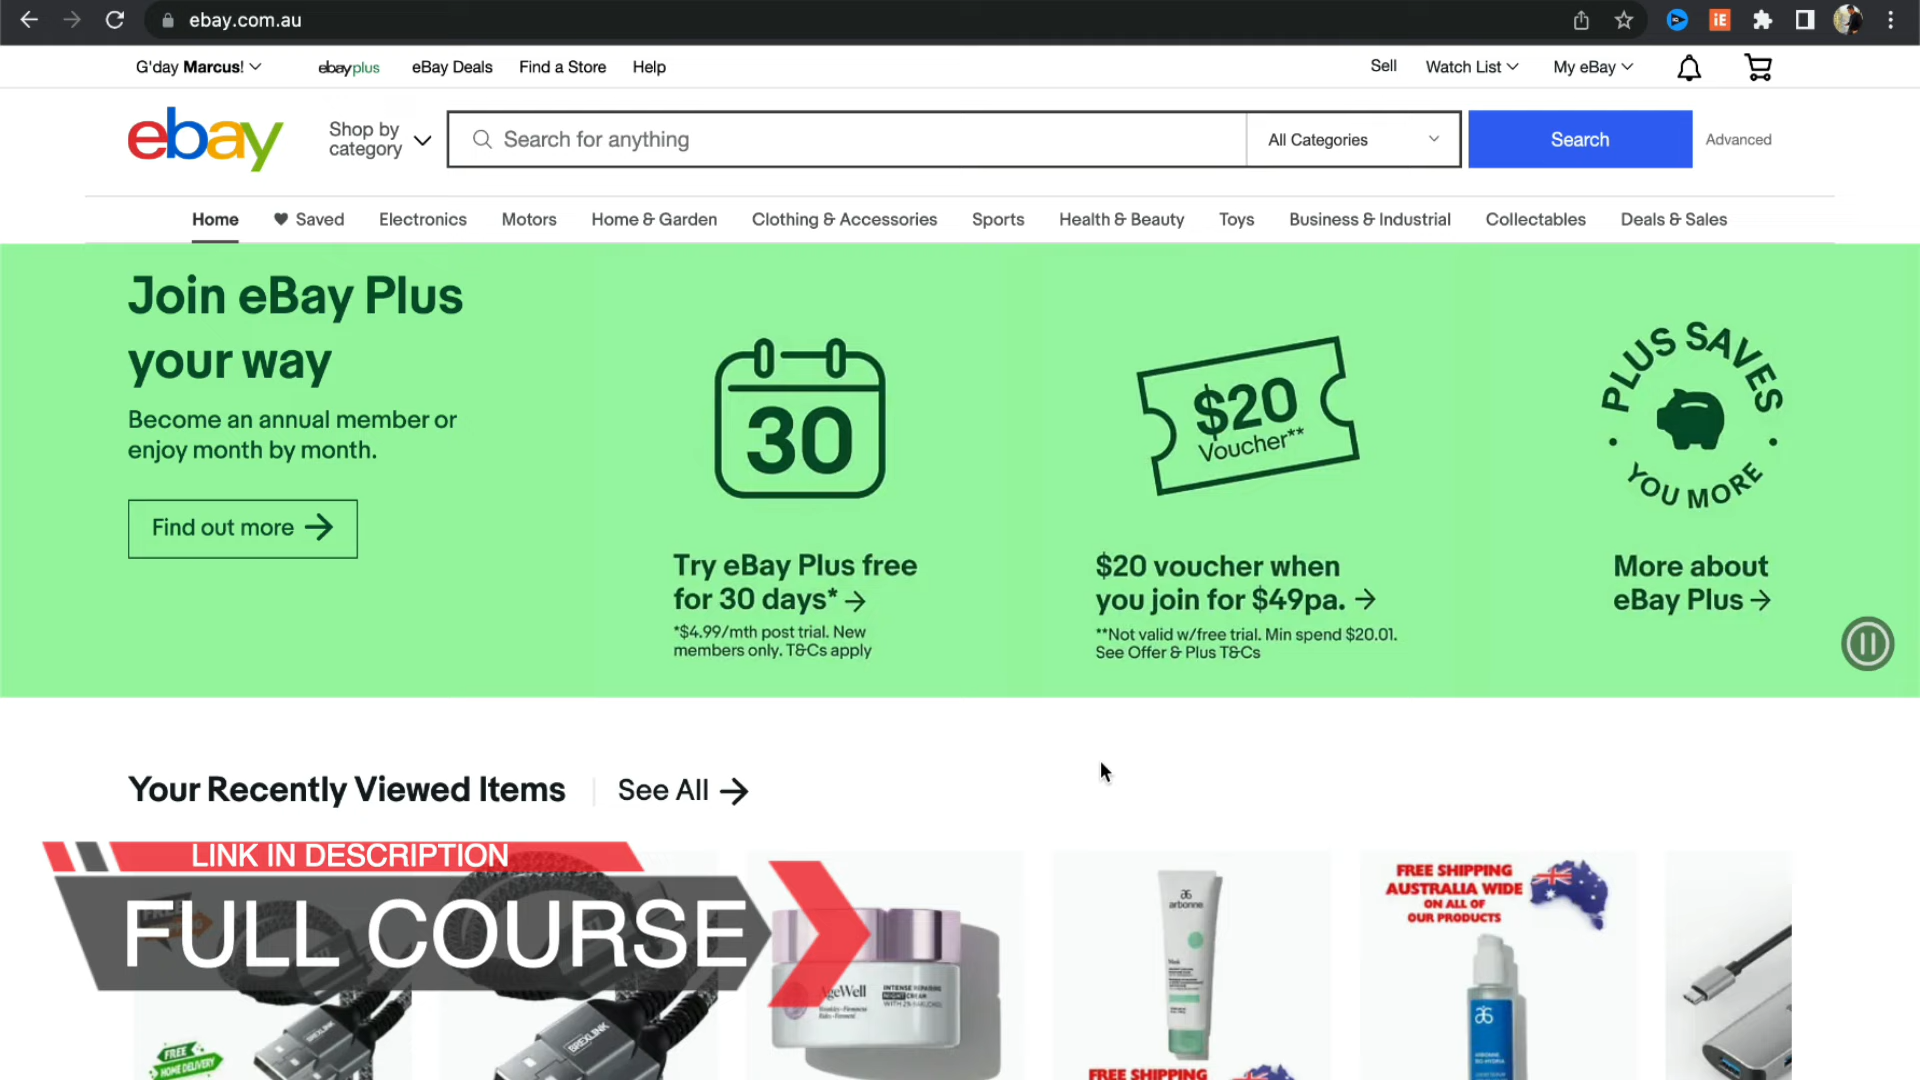 ebay.com.au
G'day Marcus!
ebayplus
eBay Deals
Find a Store
Help
Sell
Watch List
My eBay
ebay
Shop by
category
Search for anything
All Categories
Search
Advanced
Home
Saved
Electronics
Motors
Home & Garden
Clothing & Accessories
Sports
Health & Beauty
Toys
Business & Industrial
Collectables
Deals & Sales
Join eBay Plus
your way
Become an annual member or
enjoy month by month.
Find out more
30
Try eBay Plus free
for 30 days*
*$4.99/mth post trial. New
members only. T&Cs apply
$20
Voucher**
$20 voucher when
you join for $49pa.
**Not valid w/free trial. Min spend $20.01.
See Offer & Plus T&Cs
PLUS SAVES
YOU MORE
More about
eBay Plus
Your Recently Viewed Items
See All
LINK IN DESCRIPTION
FULL COURSE
BREXLINK
FREE
HOME DELIVERY
BREXLINK
AgeWell
INTENSE REPAIRING
NIGHT CREAM
arbonne
FREE SHIPPING
FREE SHIPPING
AUSTRALIA WIDE
ON ALL OF
OUR PRODUCTS
ARBONNE
BIO-HYDRIA